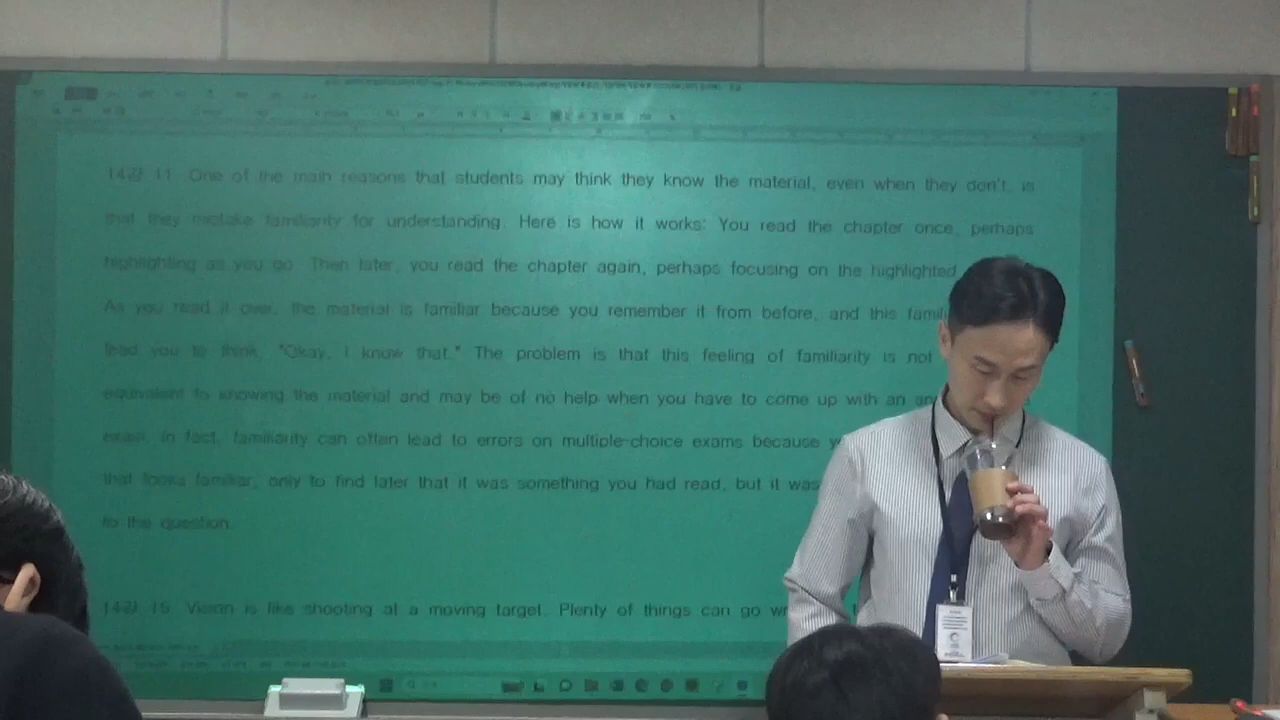 14강 11. One of the main reasons that students may think they know the material, even when they don't, is
that they mistake familiarity for understanding. Here is how it works: You read the chapter once, perhaps
highlighting as you go. Then later, you read the chapter again, perhaps focusing on the highlighted
As you read it over, the material is familiar because you remember it from before, and this famil
lead you to think, "Okay, I know that." The problem is that this feeling of familiarity is not
equivalent to knowing the material and may be of no help when you have to come up with an an
exam. In fact, familiarity can often lead to errors on multiple-choice exams because y
that looks familiar, only to find later that it was something you had read, but it was
to the question.
14강 15. Vision is like shooting at a moving target. Plenty of things can go wr